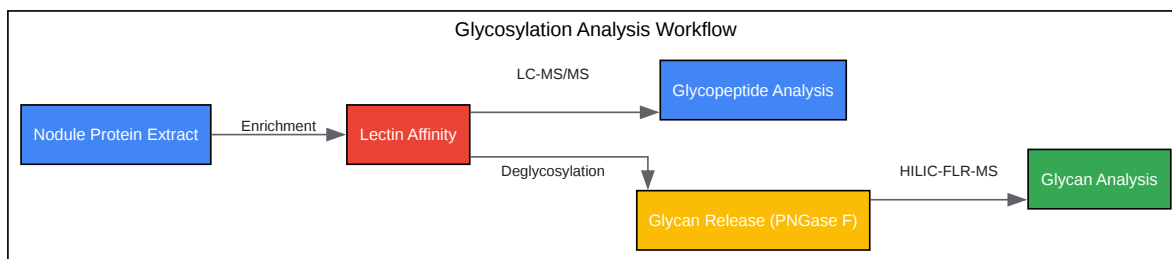 Glycosylation Analysis Workflow
LC-MS/MS
Glycopeptide Analysis
Nodule Protein Extract
Enrichment
Lectin Affinity
Deglycosylation
HILIC-FLR-MS
Glycan Analysis
Glycan Release (PNGase F)